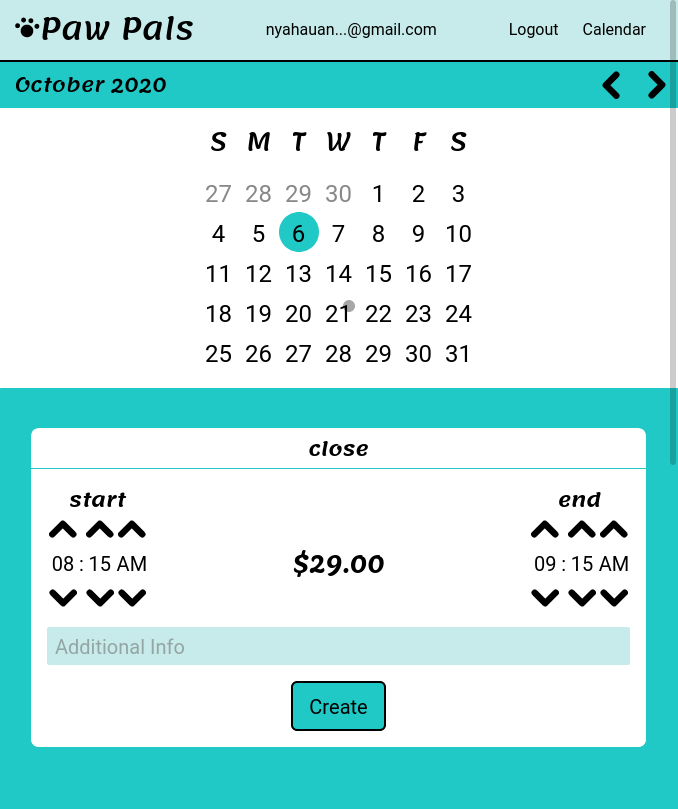 Paw Pals nyahauan...@gmail.com Logout Calendar
October 2020
S M T W T F S
27 28 29 30 1 2 3
4 5 6 7 8 9 10
11 12 13 14 15 16 17
18 19 20 21 22 23 24
25 26 27 28 29 30 31
close
start end
08 : 15 AM $29.00 09 : 15 AM
Additional Info
Create